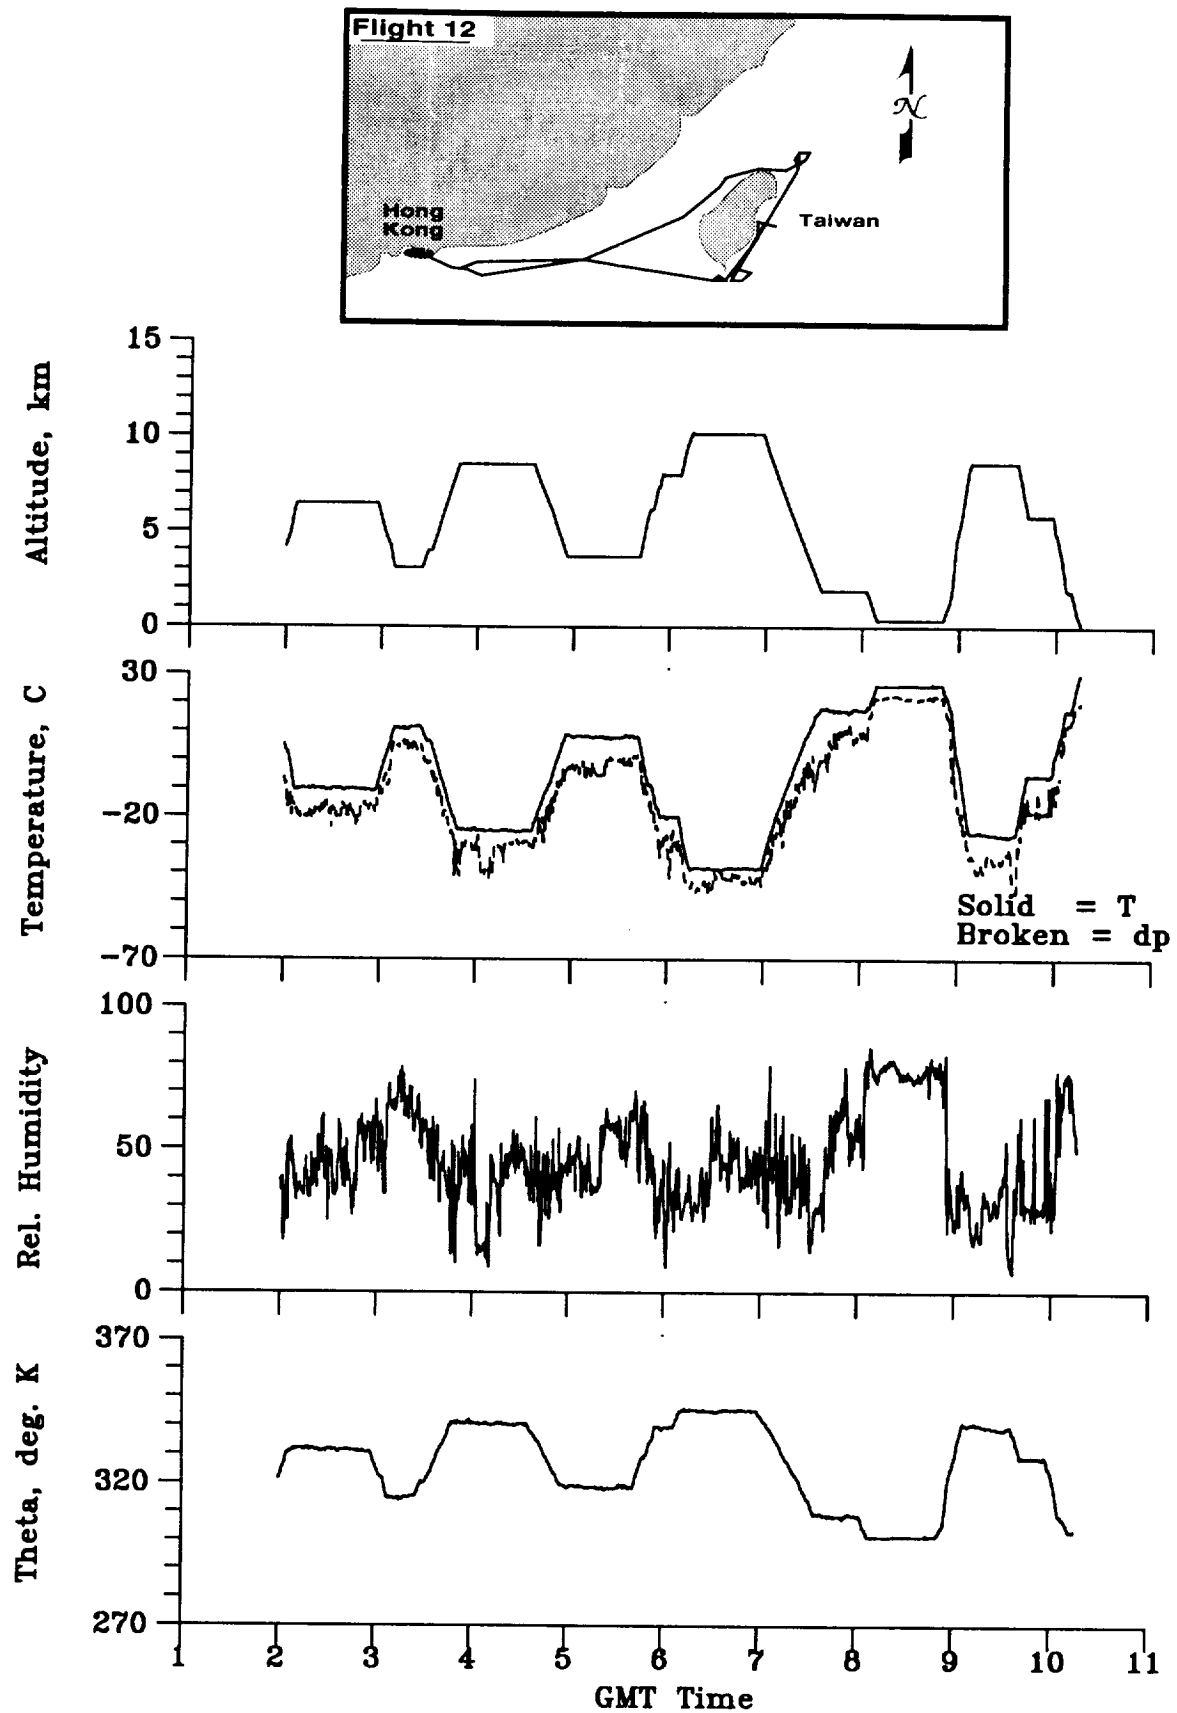 Flight 12
N
Hong
Kong
Taiwan
15
10
5
0
Altitude, km
30
-20
-70
Temperature, C
Solid = T
Broken = dp
100
50
0
Rel. Humidity
370
320
270
Theta, deg. K
1 2 3 4 5 6 7 8 9 10 11
GMT Time